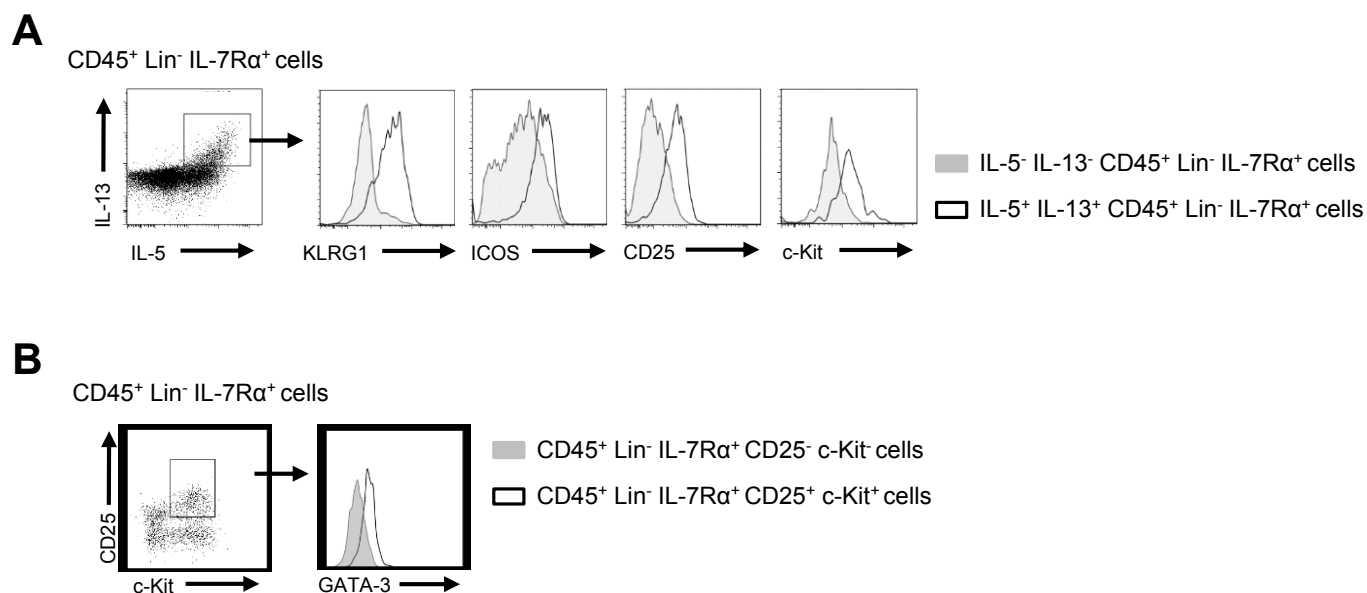 A
CD45⁺ Lin⁻ IL-7Rα⁺ cells
IL-13
IL-5
KLRG1
ICOS
CD25
c-Kit
IL-5⁻ IL-13⁻ CD45⁺ Lin⁻ IL-7Rα⁺ cells
IL-5⁺ IL-13⁺ CD45⁺ Lin⁻ IL-7Rα⁺ cells
B
CD45⁺ Lin⁻ IL-7Rα⁺ cells
CD25
c-Kit
GATA-3
CD45⁺ Lin⁻ IL-7Rα⁺ CD25⁻ c-Kit⁻ cells
CD45⁺ Lin⁻ IL-7Rα⁺ CD25⁺ c-Kit⁺ cells